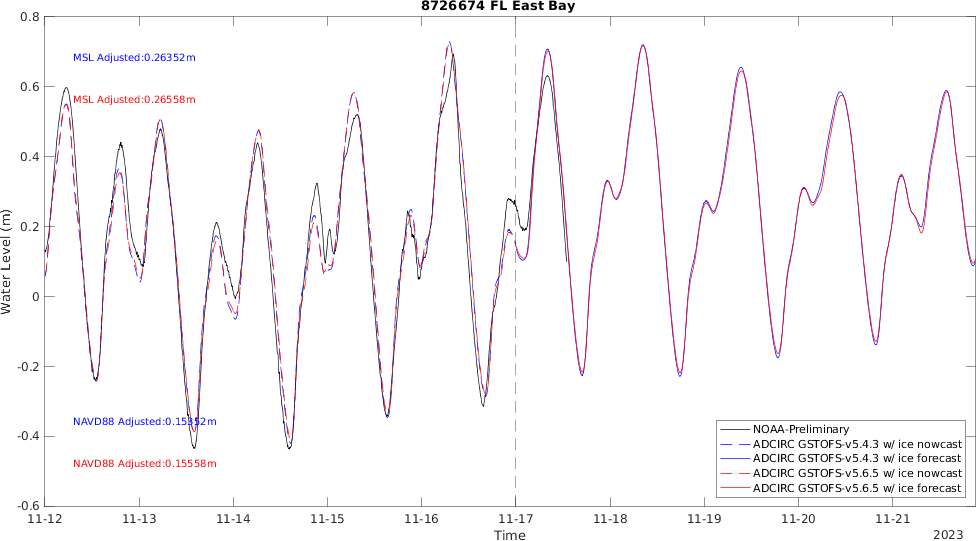 8726674 FL East Bay
0.8
MSL Adjusted:0.26352m
0.6
MSL Adjusted:0.26558m
0.4
0.2
Water Level (m)
0
-0.2
NAVD88 Adjusted:0.15352m
-0.4
NAVD88 Adjusted:0.15558m
-0.6
NOAA-Preliminary
ADCIRC GSTOFS-v5.4.3 w/ ice nowcast
ADCIRC GSTOFS-v5.4.3 w/ ice forecast
ADCIRC GSTOFS-v5.6.5 w/ ice nowcast
ADCIRC GSTOFS-v5.6.5 w/ ice forecast
11-12 11-13 11-14 11-15 11-16 11-17 11-18 11-19 11-20 11-21
Time
2023